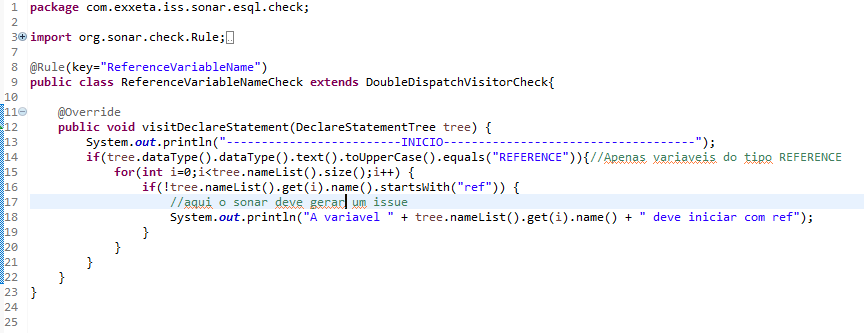 1 package com.exxeta.iss.sonar.esql.check;
2
3 import org.sonar.check.Rule;
7
8 @Rule(key="ReferenceVariableName")
9 public class ReferenceVariableNameCheck extends DoubleDispatchVisitorCheck{
10
11 @Override
12 public void visitDeclareStatement(DeclareStatementTree tree) {
13 System.out.println("-------------------------INICIO------------------------------------");
14 if(tree.dataType().dataType().text().toUpperCase().equals("REFERENCE")){//Apenas variaveis do tipo REFERENCE
15 for(int i=0;i<tree.nameList().size();i++) {
16 if(!tree.nameList().get(i).name().startsWith("ref")) {
17 //aqui o sonar deve gerar um issue
18 System.out.println("A variavel " + tree.nameList().get(i).name() + " deve iniciar com ref");
19 }
20 }
21 }
22 }
23 }
24
25